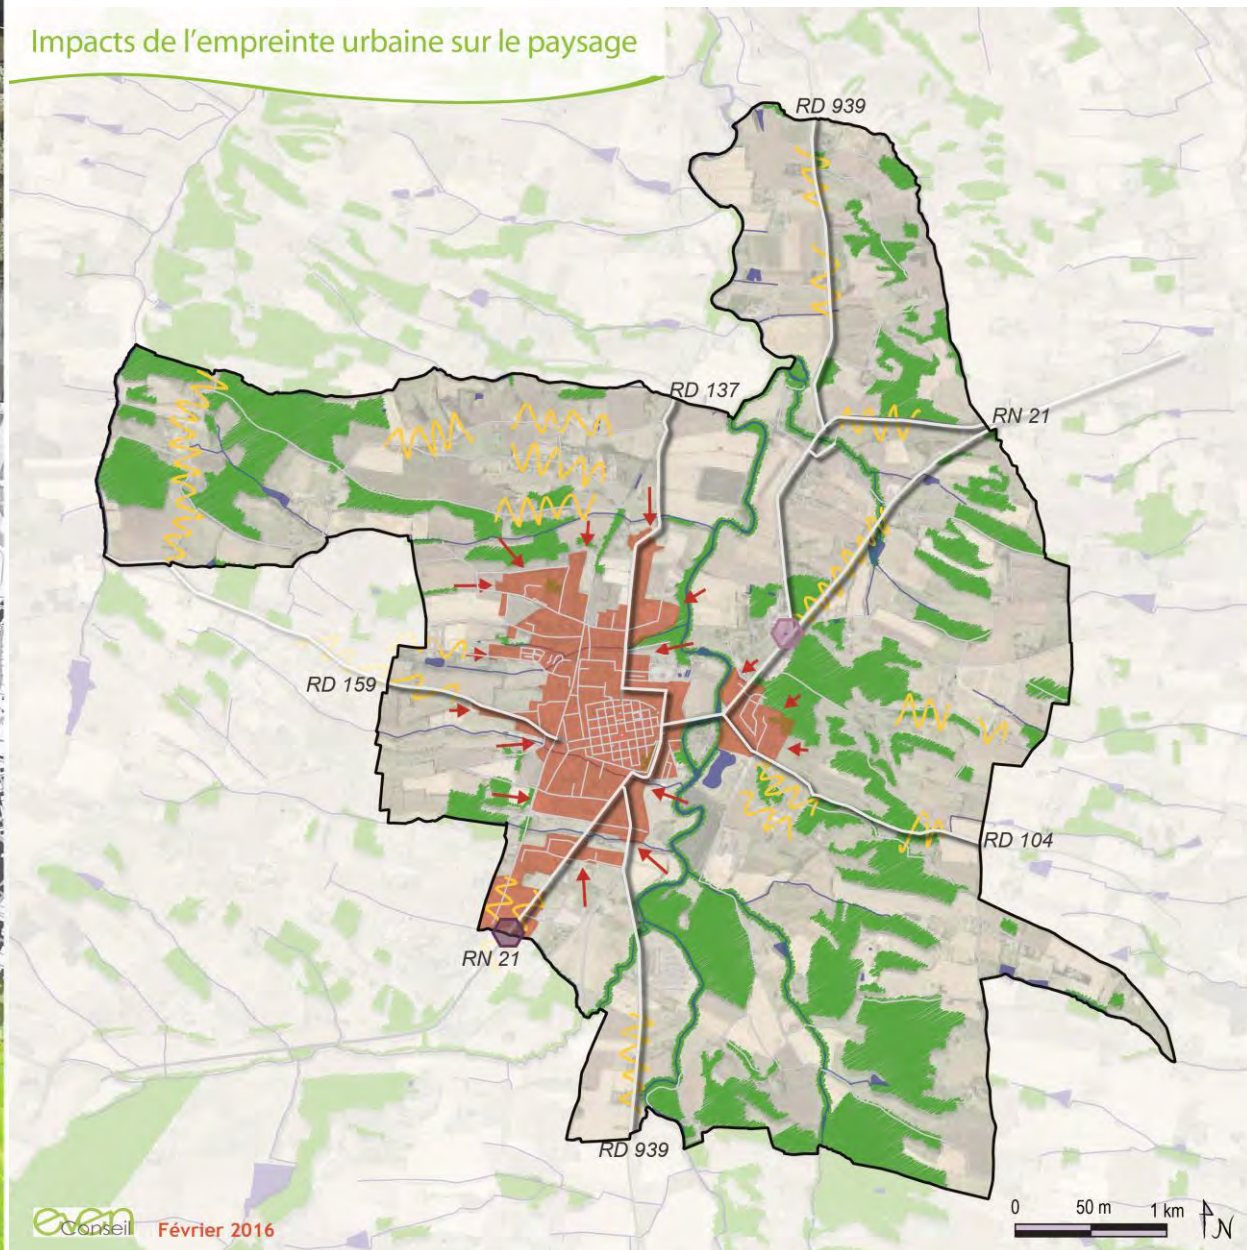 Impacts de l'empreinte urbaine sur le paysage
RD 939
RD 137
RN 21
RD 159
RD 104
RN 21
RD 939
even
Conseil
Février 2016
0 50 m 1 km
N